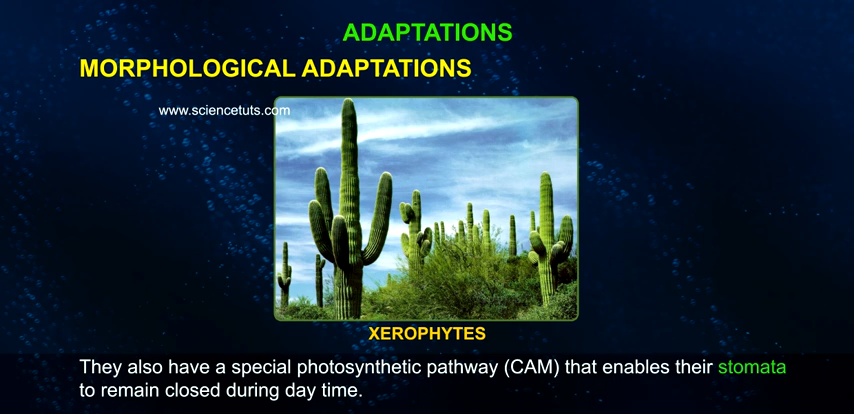 ADAPTATIONS
MORPHOLOGICAL ADAPTATIONS
www.sciencetuts.com
XEROPHYTES
They also have a special photosynthetic pathway (CAM) that enables their stomata
to remain closed during day time.